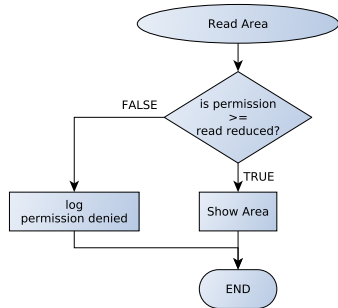 Read Area
is permission
>=
read reduced?
FALSE
TRUE
log
permission denied
Show Area
END